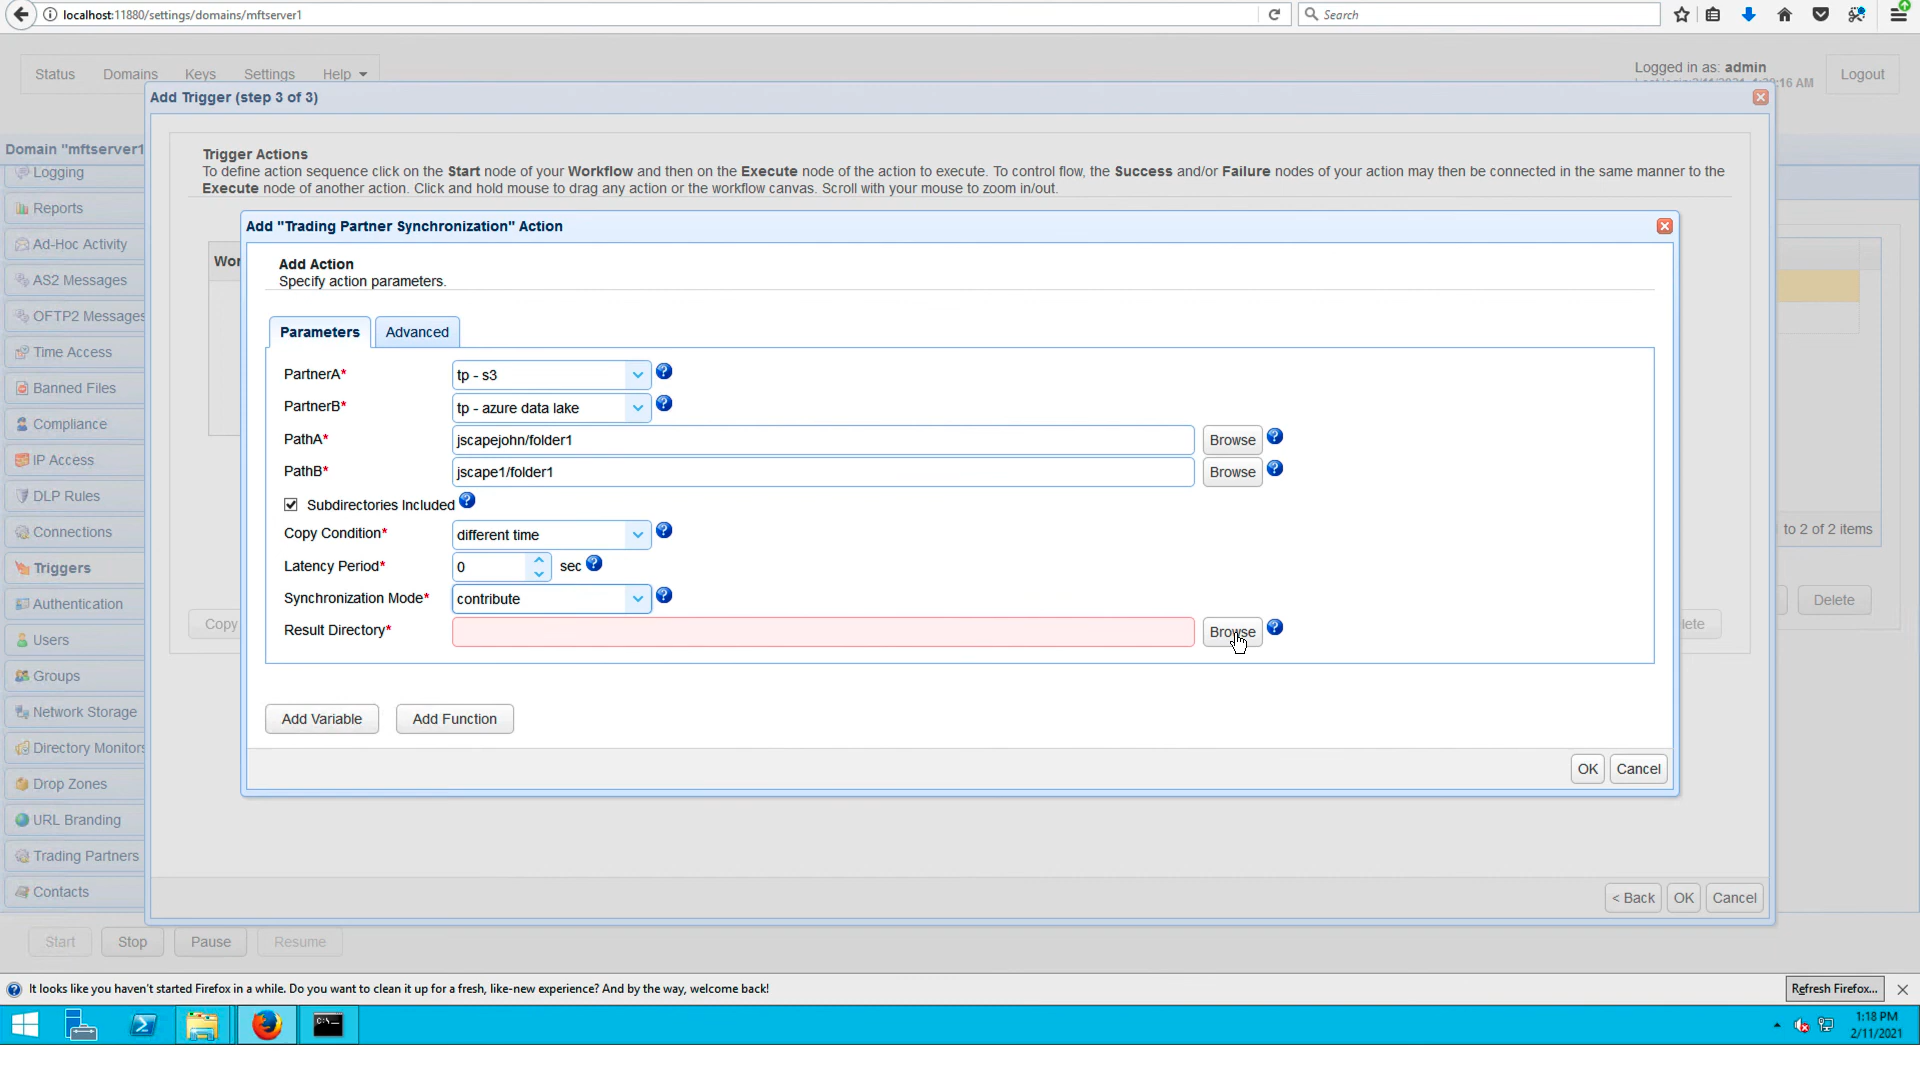 localhost:11880/settings/domains/mftserver1
Search
Status Domains Keys Settings Help
Logged in as: admin
:16 AM
Logout
Add Trigger (step 3 of 3)
Domain "mftserver1
Logging
Reports
Ad-Hoc Activity
AS2 Messages
OFTP2 Messages
Time Access
Banned Files
Compliance
IP Access
DLP Rules
Connections
Triggers
Authentication
Users
Groups
Network Storage
Directory Monitors
Drop Zones
URL Branding
Trading Partners
Contacts
Trigger Actions
To define action sequence click on the Start node of your Workflow and then on the Execute node of the action to execute. To control flow, the Success and/or Failure nodes of your action may then be connected in the same manner to the
Execute node of another action. Click and hold mouse to drag any action or the workflow canvas. Scroll with your mouse to zoom in/out.
Wor
Add "Trading Partner Synchronization" Action
Add Action
Specify action parameters.
Parameters Advanced
PartnerA* tp - s3
PartnerB* tp - azure data lake
PathA* jscapejohn/folder1 Browse
PathB* jscape1/folder1 Browse
Subdirectories Included
Copy Condition* different time
Latency Period* 0 sec
Synchronization Mode* contribute
Result Directory* Browse
Add Variable Add Function
OK Cancel
to 2 of 2 items
Copy
lete
Delete
< Back OK Cancel
Start Stop Pause Resume
It looks like you haven't started Firefox in a while. Do you want to clean it up for a fresh, like-new experience? And by the way, welcome back!
Refresh Firefox...
1:18 PM
2/11/2021